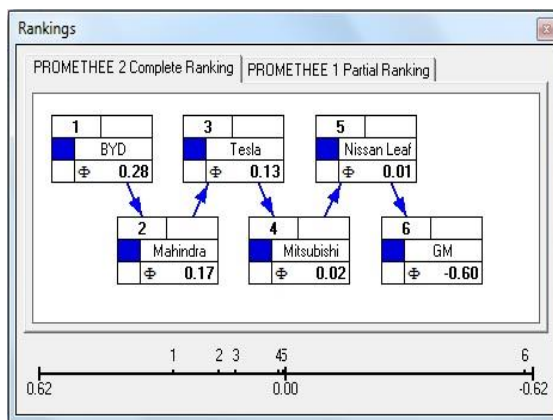 Rankings
PROMETHEE 2 Complete Ranking
PROMETHEE 1 Partial Ranking
1
BYD
Φ 0.28
3
Tesla
Φ 0.13
5
Nissan Leaf
Φ 0.01
2
Mahindra
Φ 0.17
4
Mitsubishi
Φ 0.02
6
GM
Φ -0.60
1 2 3 45 6
0.62 0.00 -0.62